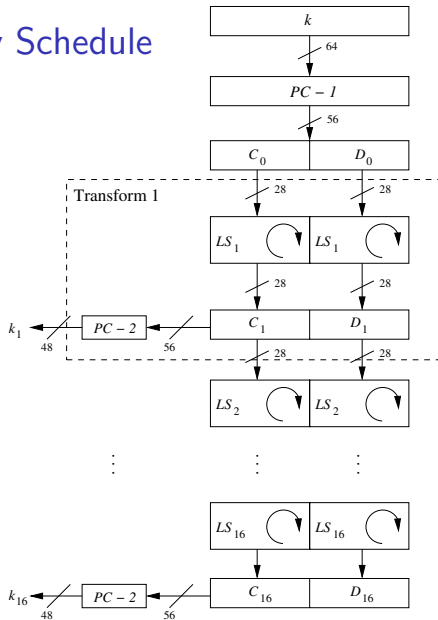 y Schedule
k
64
PC – 1
56
C0 D0
Transform 1
28 28
LS1 LS1
28 28
k1 48 PC – 2 56 C1 D1
28 28
LS2 LS2
⋮ ⋮ ⋮
LS16 LS16
k16 48 PC – 2 56 C16 D16